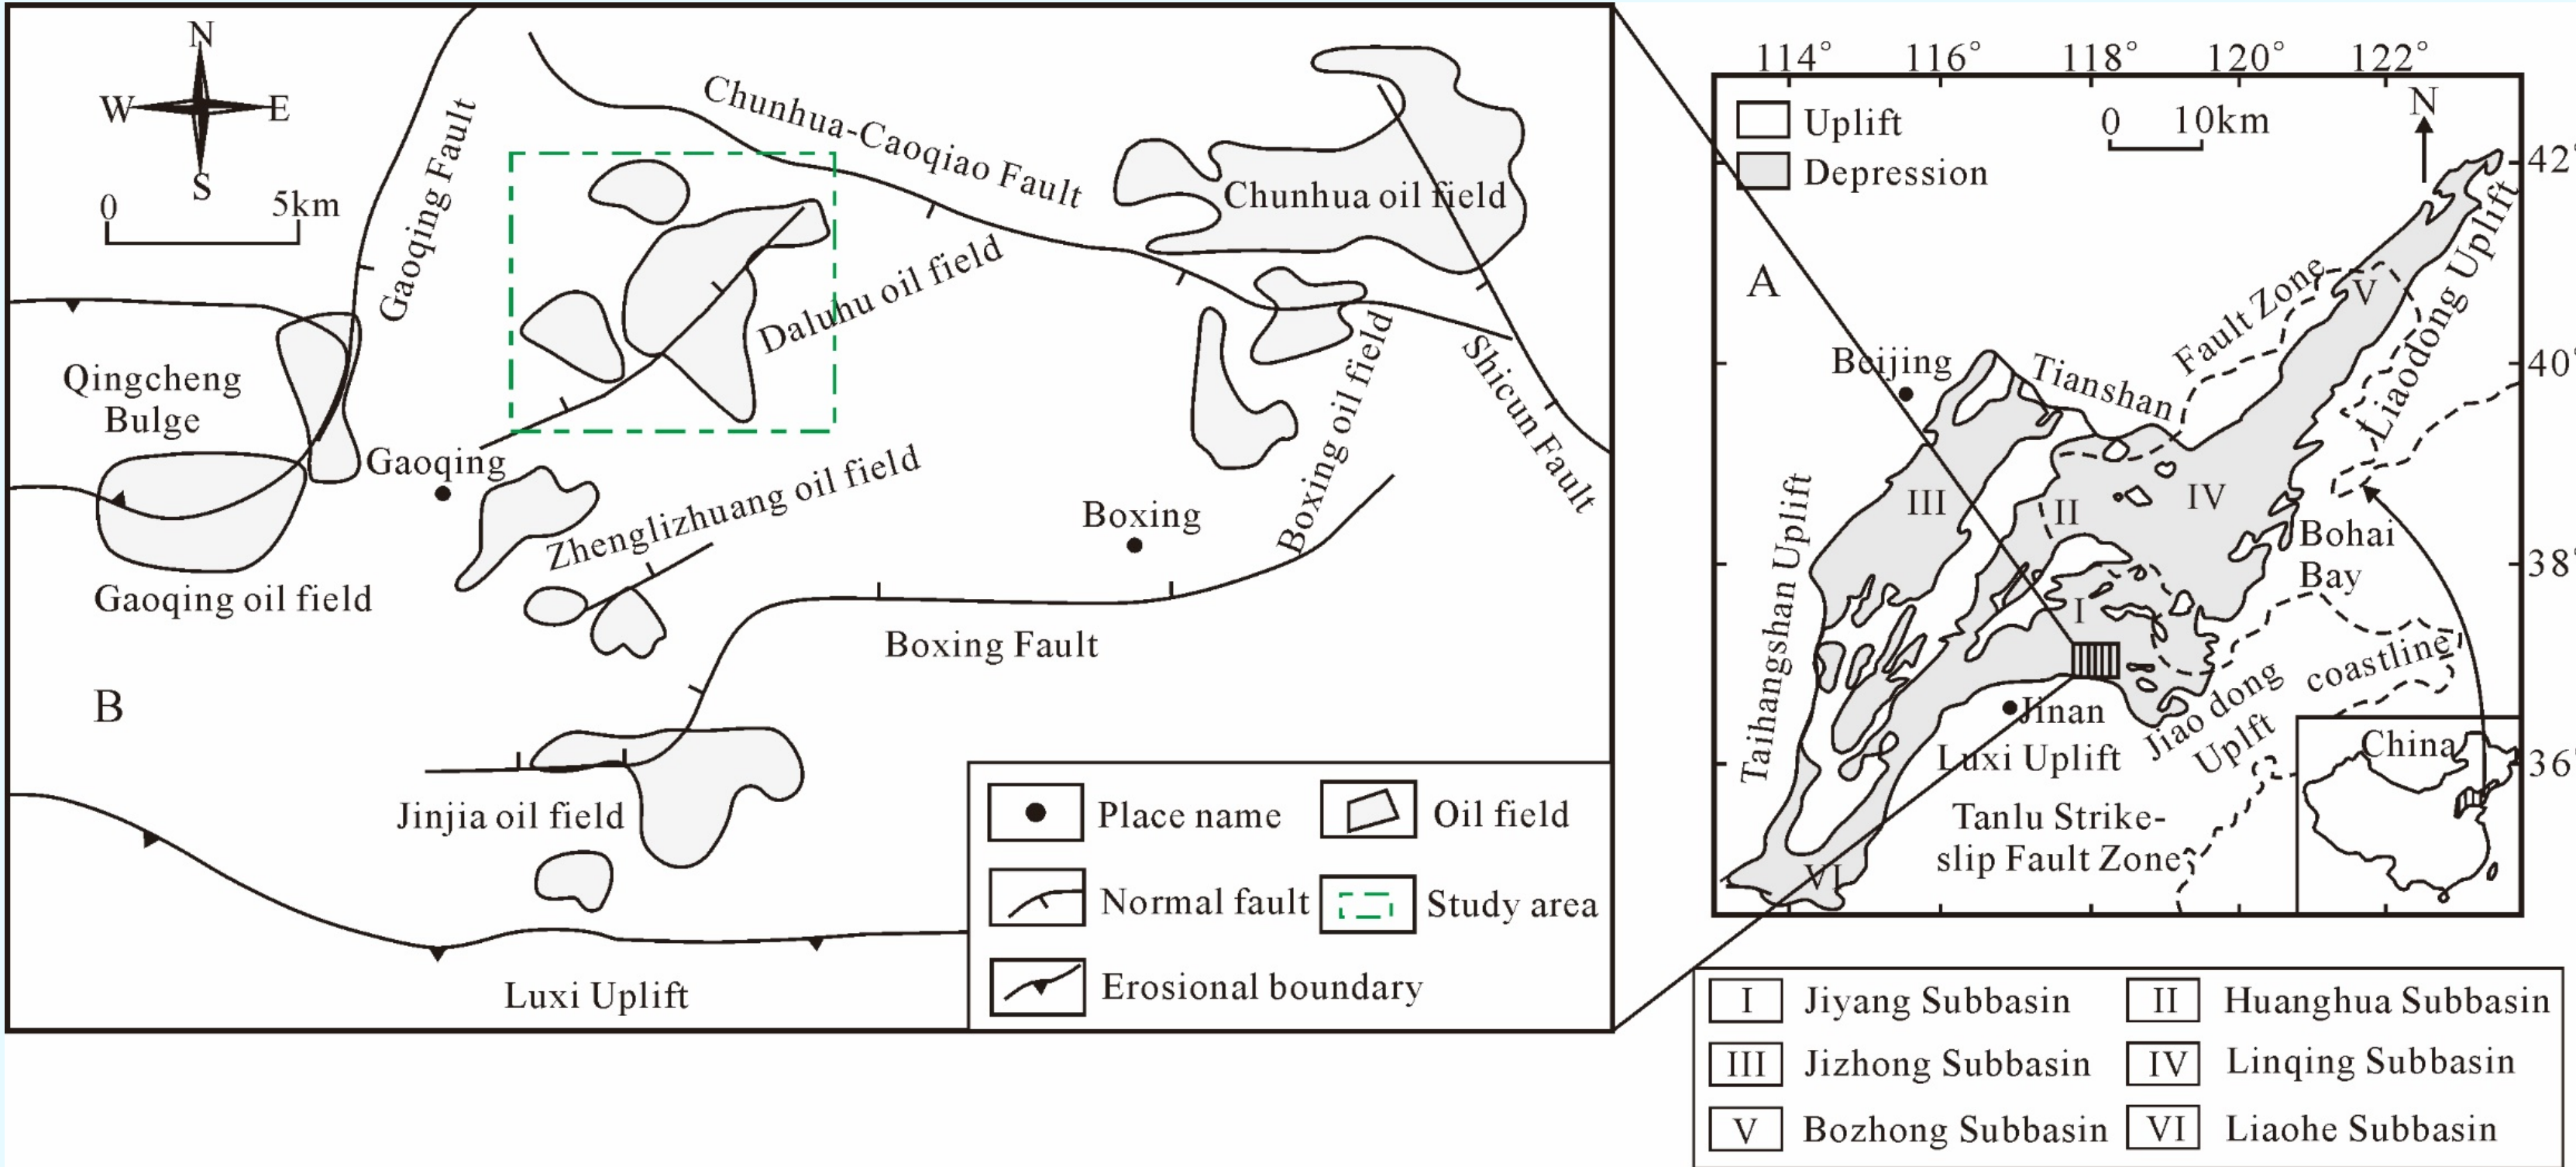 N
W
E
S
0 5km
Gaoqing Fault
Chunhua-Caoqiao Fault
Chunhua oil field
Daluhu oil field
Qingcheng
Bulge
Gaoqing
Gaoqing oil field
Zhenglizhuang oil field
Boxing
Boxing oil field
Shicun Fault
Boxing Fault
B
Jinjia oil field
Luxi Uplift
Place name
Oil field
Normal fault
Study area
Erosional boundary
114° 116° 118° 120° 122°
Uplift
Depression
0 10km
N
A
42°
40°
38°
36°
Beijing
Tianshan
Fault Zone
Liaodong Uplift
V
III
II
IV
I
VI
Taihangshan Uplift
Bohai
Bay
coastline
Jinan
Luxi Uplift
Jiao dong
Uplft
Tanlu Strike-
slip Fault Zone
China
I Jiyang Subbasin
II Huanghua Subbasin
III Jizhong Subbasin
IV Linqing Subbasin
V Bozhong Subbasin
VI Liaohe Subbasin